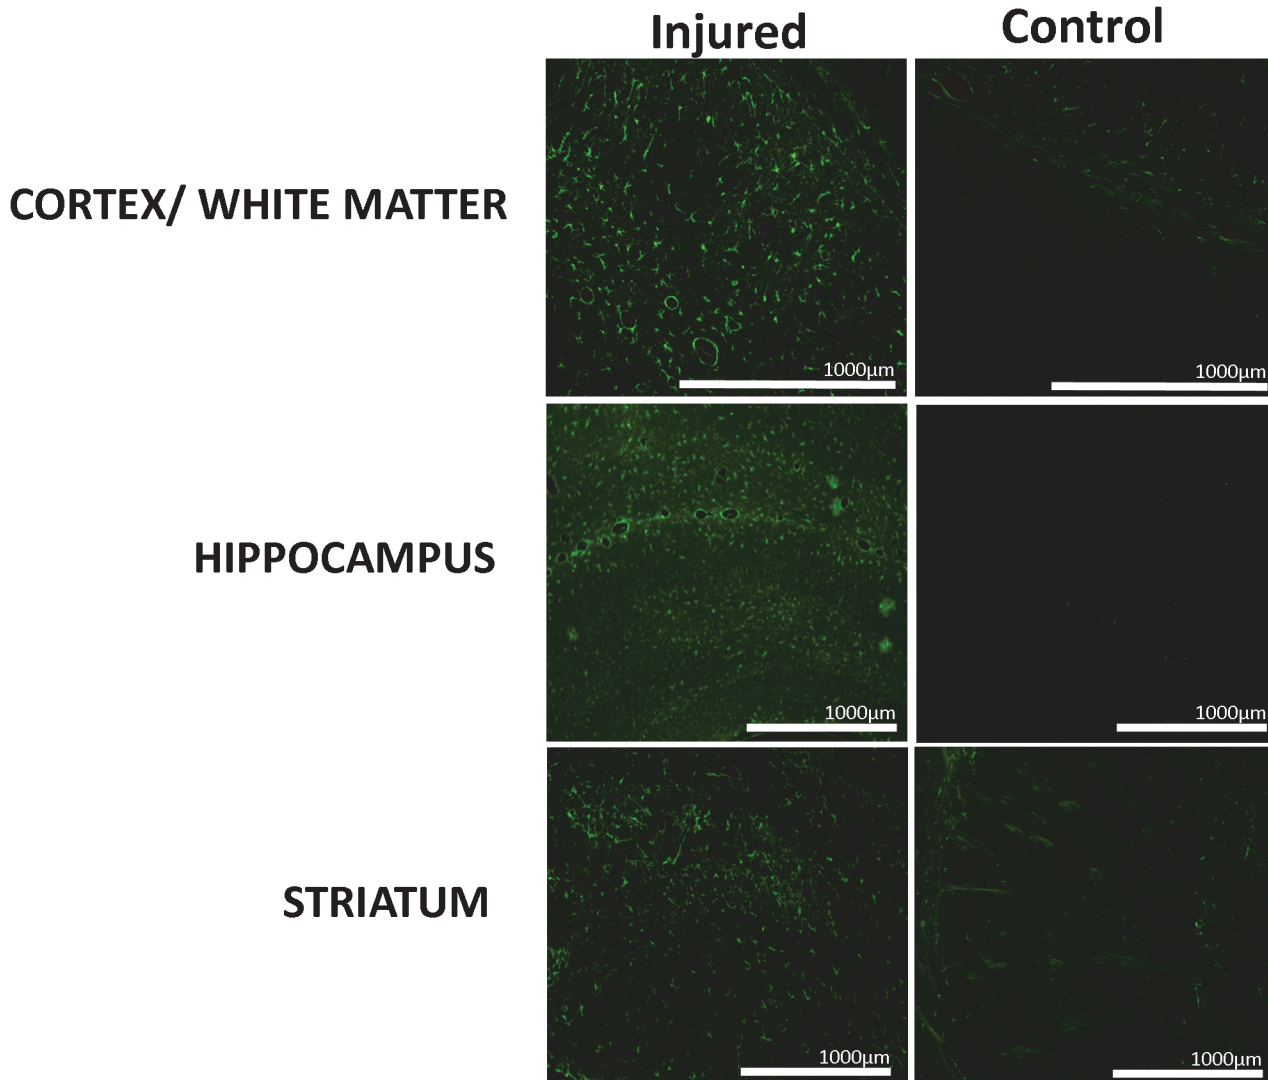 Injured
Control
CORTEX/ WHITE MATTER
1000µm
1000µm
HIPPOCAMPUS
1000µm
1000µm
STRIATUM
1000µm
1000µm